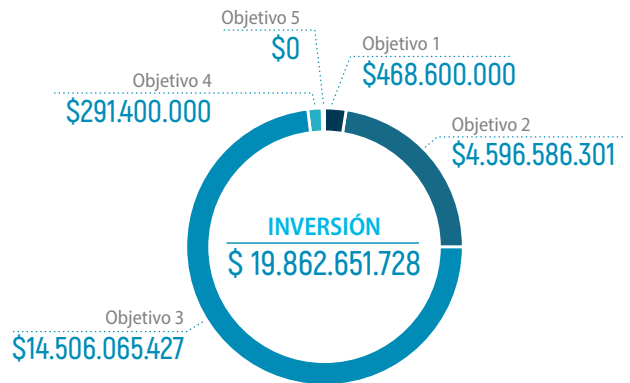 Objetivo 5
$0
Objetivo 1
$468.600.000
Objetivo 4
$291.400.000
Objetivo 2
$4.596.586.301
INVERSIÓN
$ 19.862.651.728
Objetivo 3
$14.506.065.427